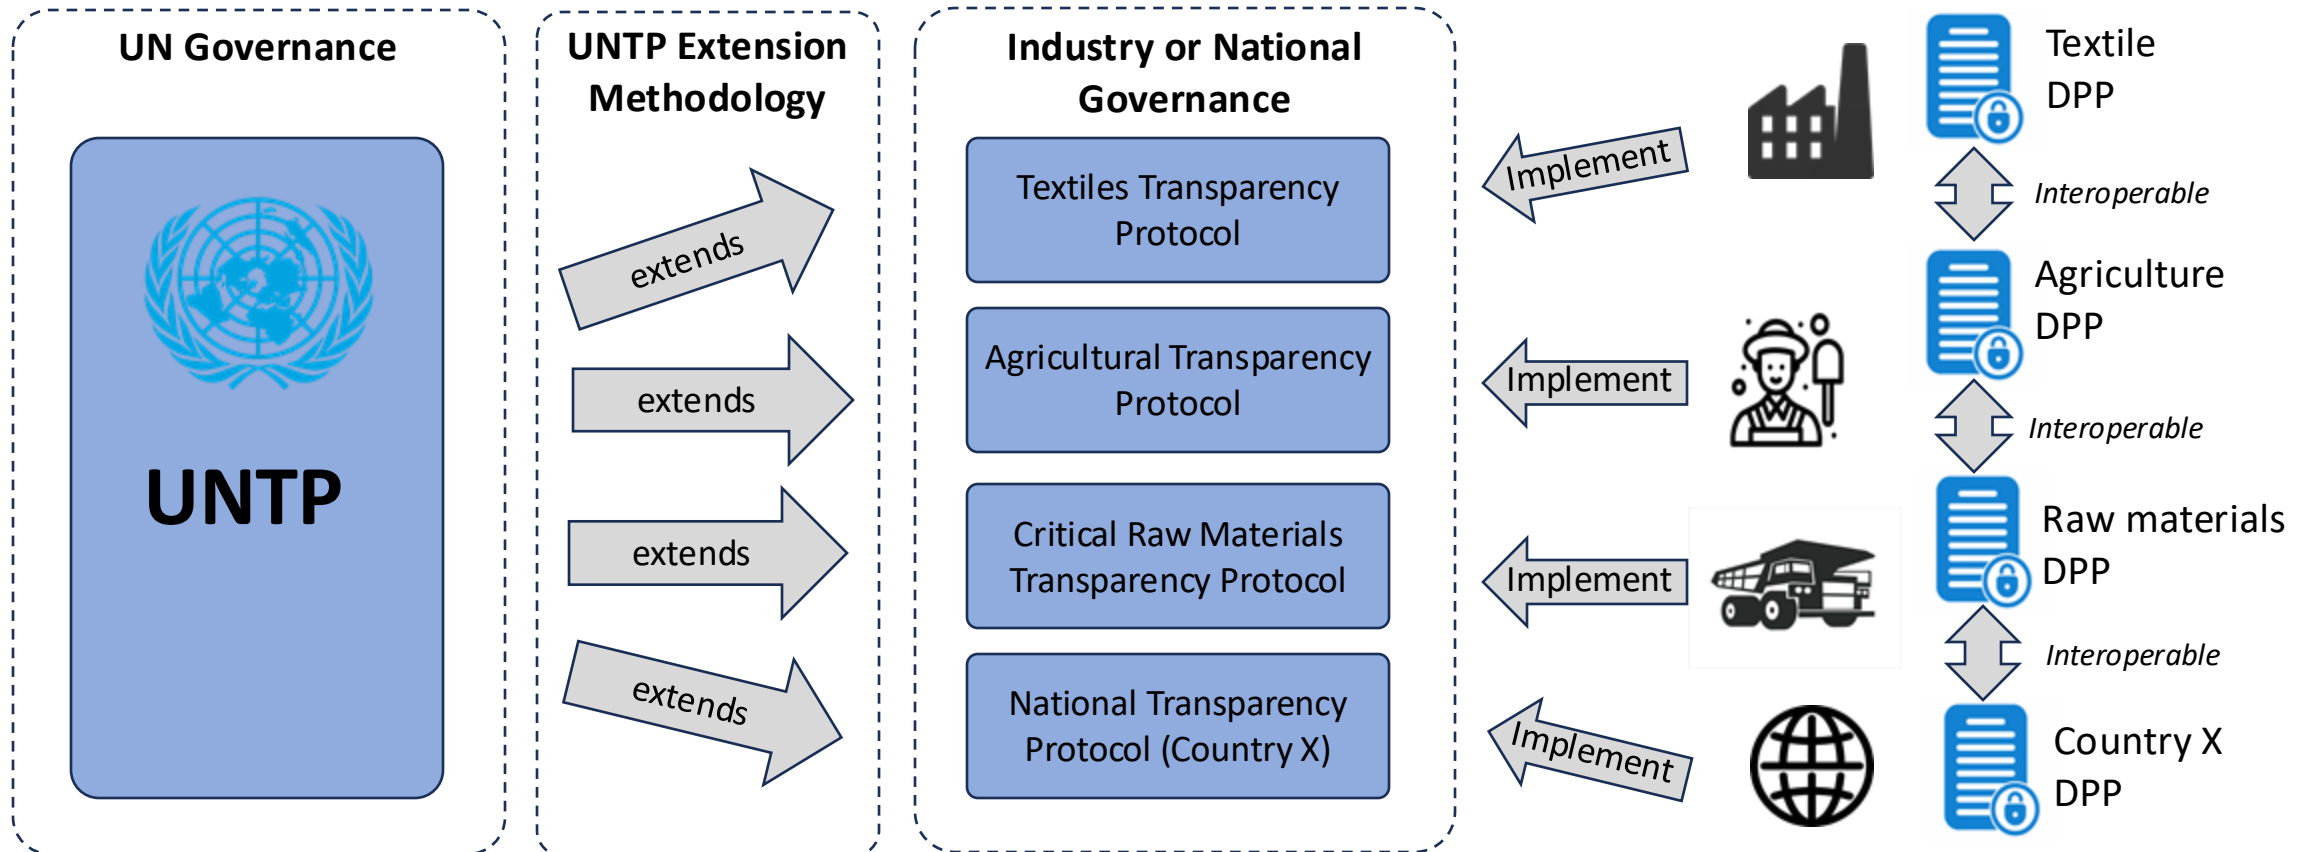 UN Governance
UNTP
UNTP Extension
Methodology
extends
extends
extends
extends
Industry or National
Governance
Textiles Transparency
Protocol
Agricultural Transparency
Protocol
Critical Raw Materials
Transparency Protocol
National Transparency
Protocol (Country X)
Implement
Implement
Implement
Implement
Textile
DPP
Interoperable
Agriculture
DPP
Interoperable
Raw materials
DPP
Interoperable
Country X
DPP